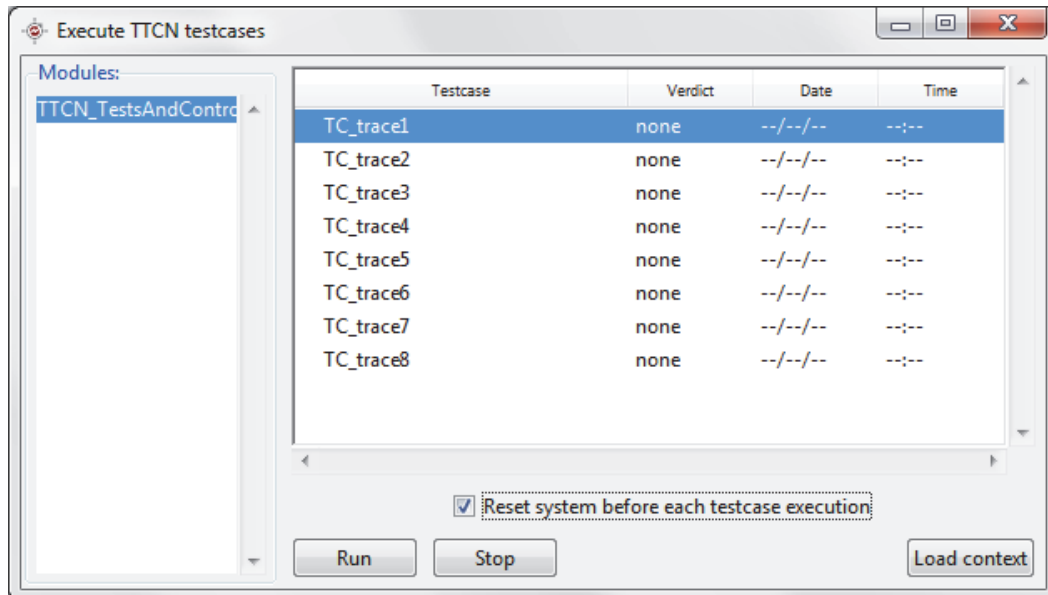 Execute TTCN testcases
Modules:
TTCN_TestsAndContro
Testcase Verdict Date Time
TC_trace1 none --/--/-- --:--
TC_trace2 none --/--/-- --:--
TC_trace3 none --/--/-- --:--
TC_trace4 none --/--/-- --:--
TC_trace5 none --/--/-- --:--
TC_trace6 none --/--/-- --:--
TC_trace7 none --/--/-- --:--
TC_trace8 none --/--/-- --:--
Reset system before each testcase execution
Run Stop Load context